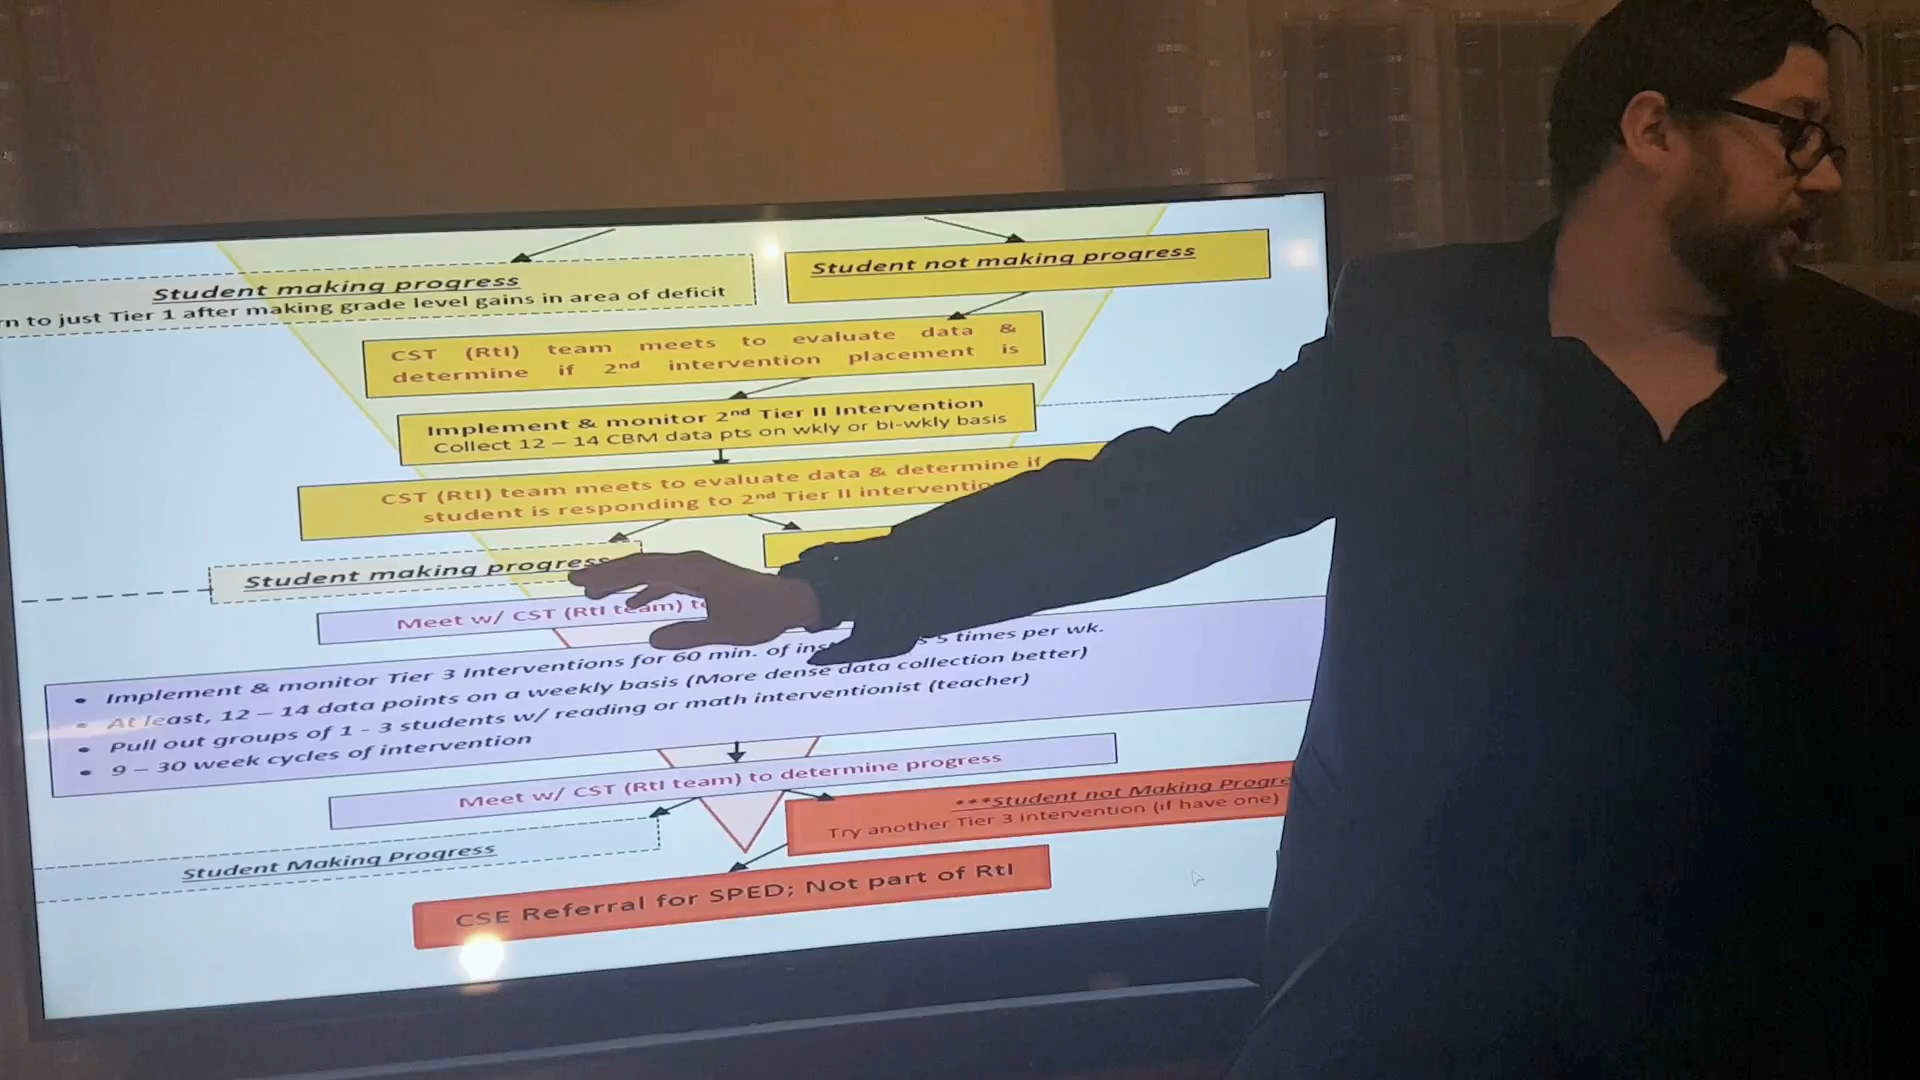 Student making progress
Student not making progress
to just Tier 1 after making grade level gains in area of deficit
CST (RtI) team meets to evaluate data &
determine if 2nd intervention placement is
Implement & monitor 2nd Tier II Intervention
Collect 12 – 14 CBM data pts on wkly or bi-wkly basis
CST (RtI) team meets to evaluate data & determine if
student is responding to 2nd Tier II
Student making progress
Meet w/ CST (RtI team)
• Implement & monitor Tier 3 Interventions for 60 min. of 5 times per wk.
• At least, 12 – 14 data points on a weekly basis (More dense data collection better)
• Pull out groups of 1 - 3 students w/ reading or math interventionist (teacher)
• 9 – 30 week cycles of intervention
Meet w/ CST (RtI team) to determine progress
***Student not Making
Try another Tier 3 intervention (if have one)
Student Making Progress
CSE Referral for SPED; Not part of RtI